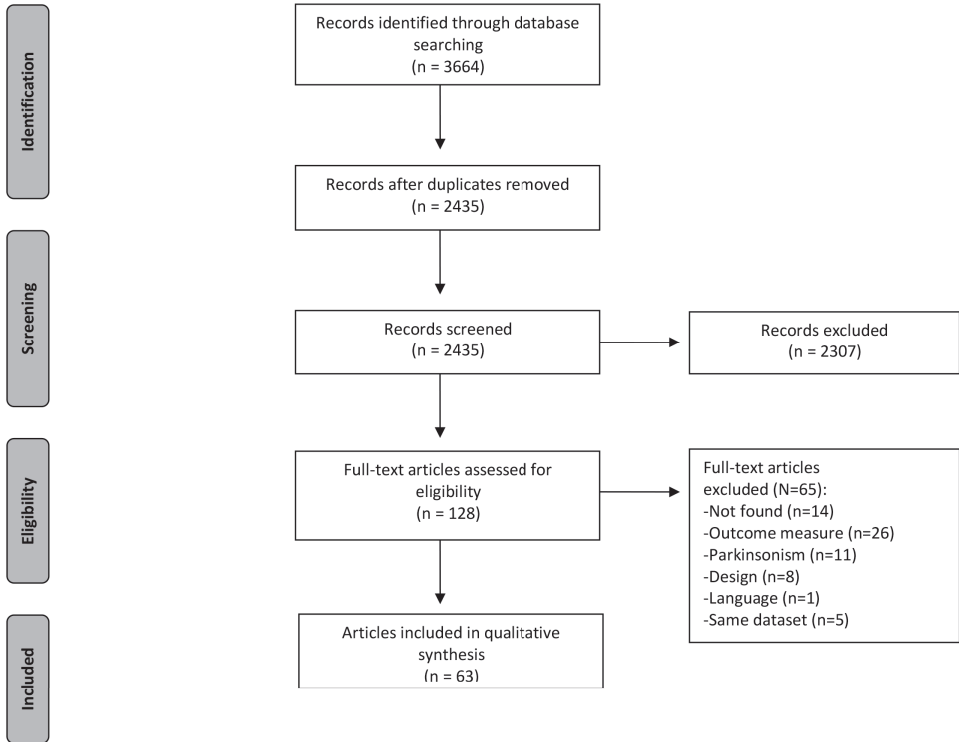 Identification
Records identified through database
searching
(n = 3664)
Records after duplicates removed
(n = 2435)
Screening
Records screened
(n = 2435)
Records excluded
(n = 2307)
Eligibility
Full-text articles assessed for
eligibility
(n = 128)
Full-text articles
excluded (N=65):
-Not found (n=14)
-Outcome measure (n=26)
-Parkinsonism (n=11)
-Design (n=8)
-Language (n=1)
-Same dataset (n=5)
Included
Articles included in qualitative
synthesis
(n = 63)